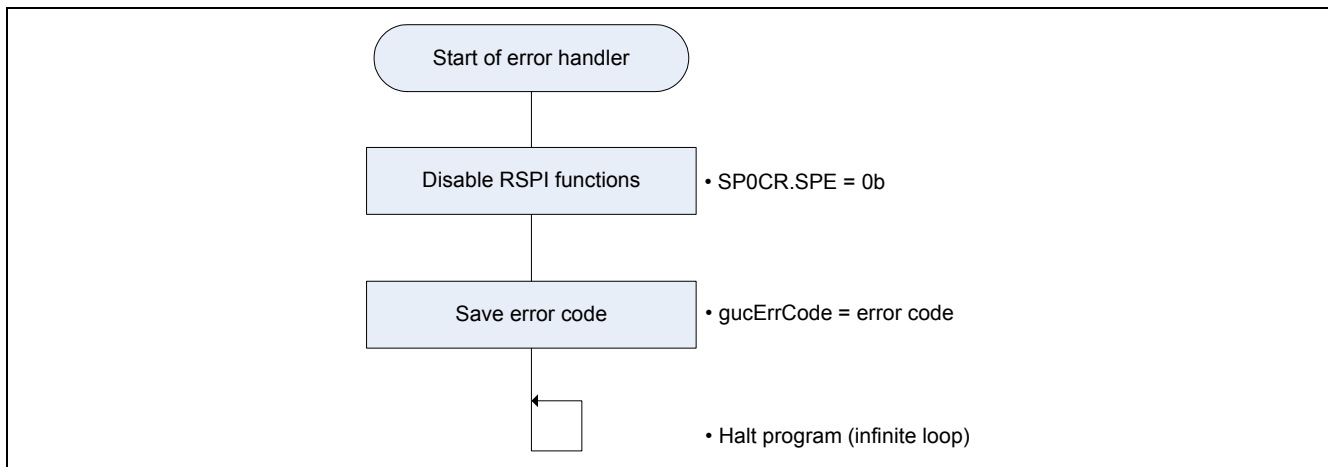 Start of error handler
Disable RSPI functions
• SP0CR.SPE = 0b
Save error code
• gucErrCode = error code
• Halt program (infinite loop)